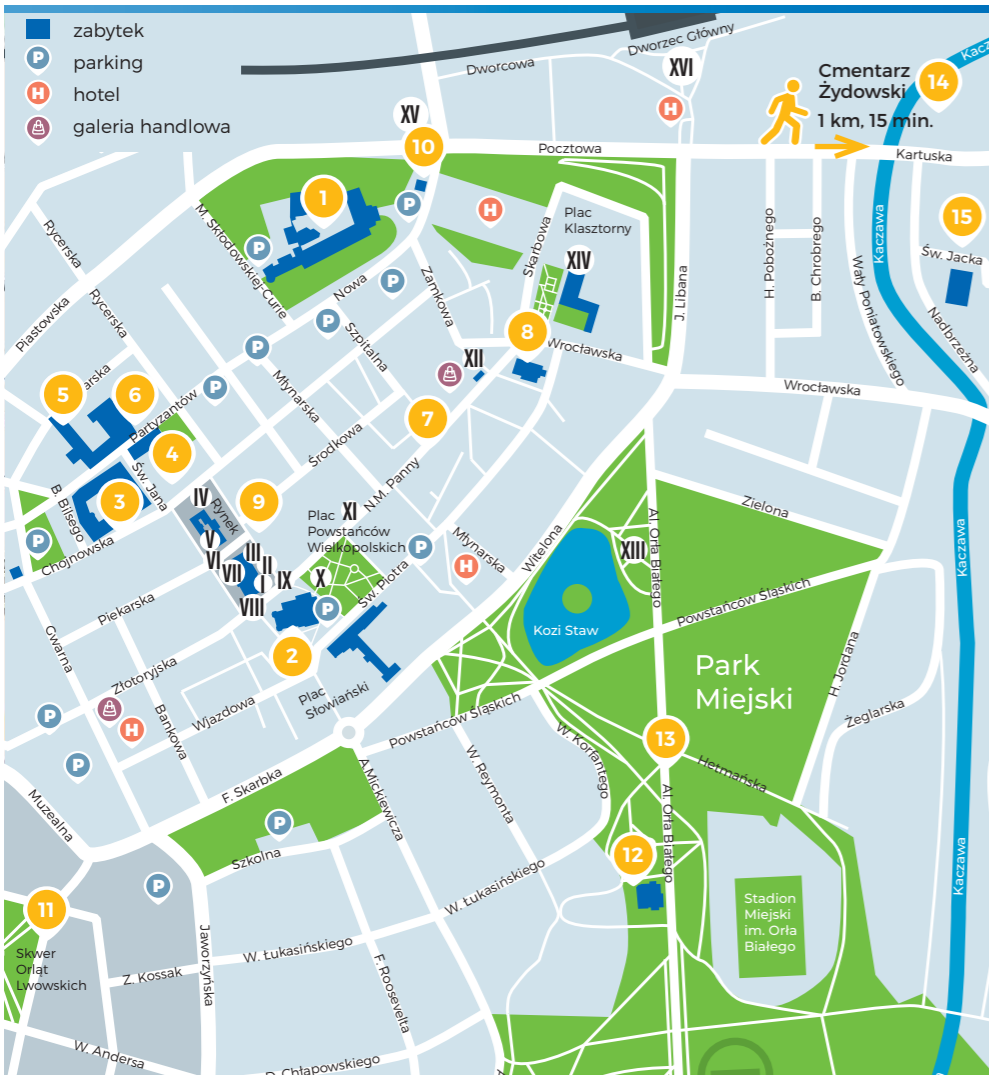 zabytek
P
parking
H
hotel
galeria handlowa
Dworzec Główny
Dworcowa
XVI
H
Cmentarz
Żydowski
1 km, 15 min.
14
Kacz
XV
10
Pocztowa
Kartuska
1
P
H
Plac
Klasztorny
15
Rycerska
M. Skłodowskiej-Curie
P
Skarbowa
H. Pobożnego
B. Chrobrego
Kaczawa
Św. Jacka
XIV
Nowa
P
Zamkowa
J. Libana
Wały Poniatowskiego
Nadbrzeżna
Piastowska
Rycerska
P
Szpitalna
8
Wrocławska
P
XII
Młynarska
5
arska
6
P
Wrocławska
Partyzantów
7
4
Środkowa
Św. Jana
N.M. Panny
3
B. Bilsego
IV
Rynek
9
Zielona
Plac
XI
Powstańców
Wielkopolskich
Al. Orła Białego
P
Chojnowska
V
III
P
Młynarska
Witelona
XIII
Kaczawa
VI
VII
II
I
IX
X
H
VIII
P
Św. Piotra
Powstańców Śląskich
Piekarska
Kozi Staw
Gwarna
2
Park
Miejski
H. Jordana
Złotoryjska
Plac
Słowiański
P
H
Bankowa
Wjazdowa
Powstańców Śląskich
Żeglarska
13
P
W. Korfantego
F. Skarbka
A.Mickiewicza
W. Reymonta
Hetmańska
Muzealna
P
Al. Orła Białego
Szkolna
12
Kaczawa
P
W. Łukasińskiego
11
Stadion
Miejski
im. Orła
Białego
Skwer
Orląt
Lwowskich
Jaworzyńska
W. Łukasińskiego
Z. Kossak
F. Roosevelta
W. Andersa
D. Chłapowskiego